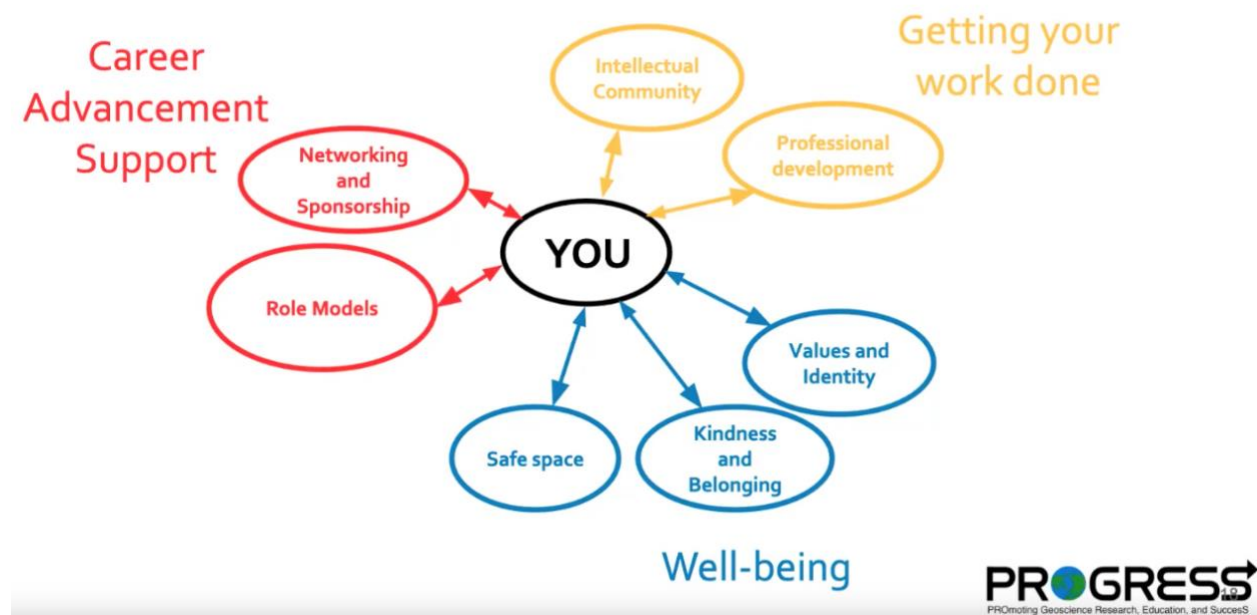 Career
Advancement
Support
Getting your
work done
Intellectual
Community
Professional
development
Networking
and
Sponsorship
YOU
Role Models
Values and
Identity
Kindness
and
Belonging
Safe space
Well-being
PROGRESS
18
PROmoting Geoscience Research, Education, and SuccesS